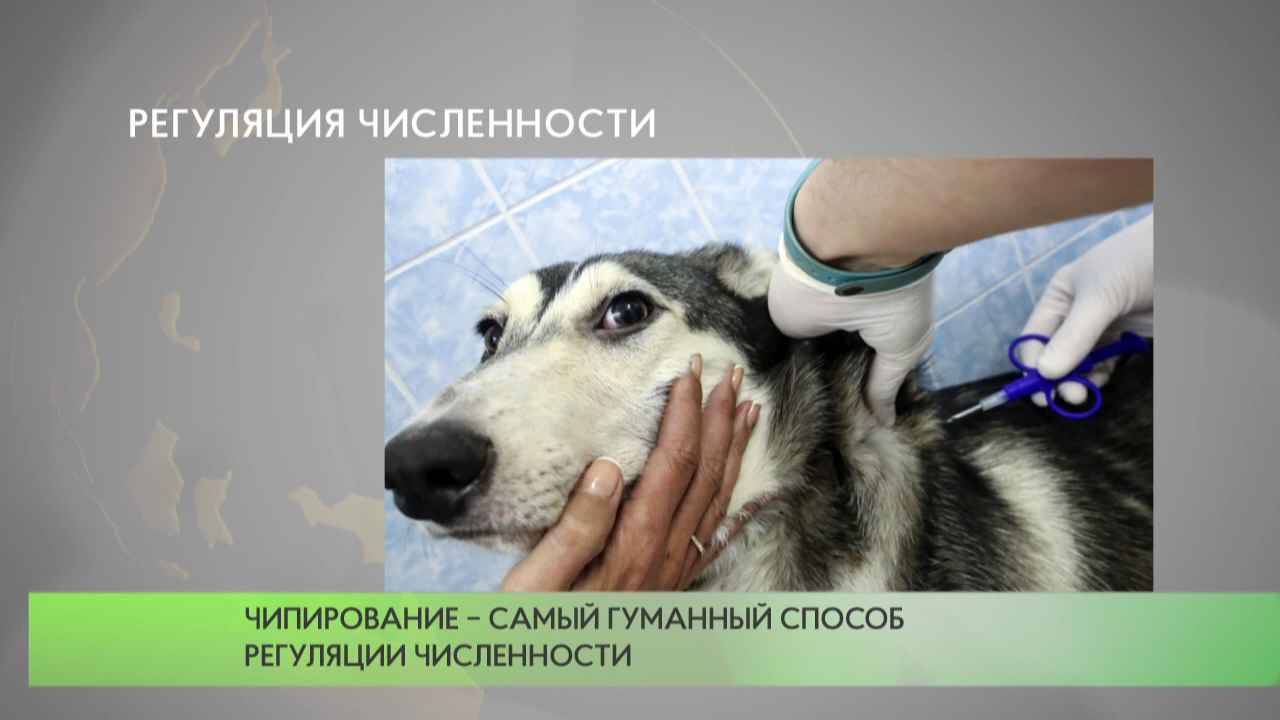 РЕГУЛЯЦИЯ ЧИСЛЕННОСТИ
ЧИПИРОВАНИЕ – САМЫЙ ГУМАННЫЙ СПОСОБ
РЕГУЛЯЦИИ ЧИСЛЕННОСТИ